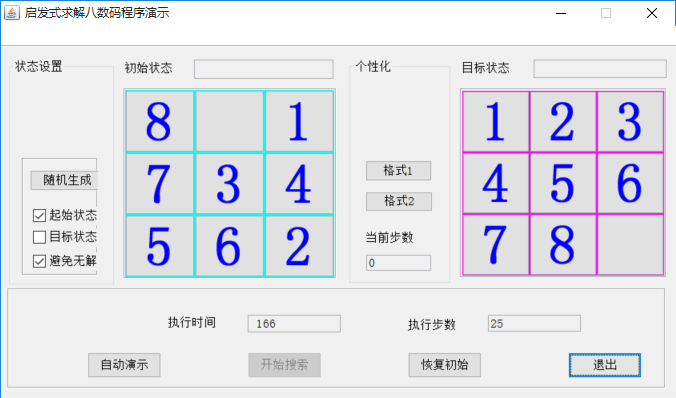 启发式求解八数码程序演示
状态设置
初始状态
个性化
目标状态
8 1
7 3 4
5 6 2
1 2 3
4 5 6
7 8
随机生成
起始状态
目标状态
避免无解
格式1
格式2
当前步数
0
执行时间 166
执行步数 25
自动演示
开始搜索
恢复初始
退出